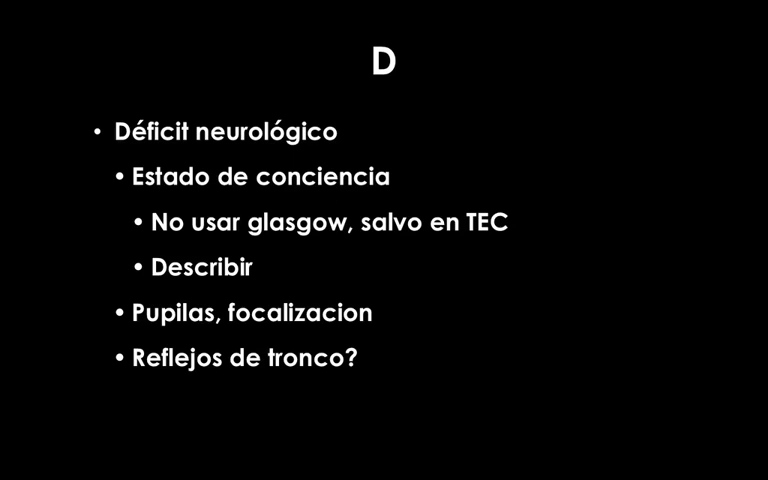 D
• Déficit neurológico
• Estado de conciencia
• No usar glasgow, salvo en TEC
• Describir
• Pupilas, focalizacion
• Reflejos de tronco?